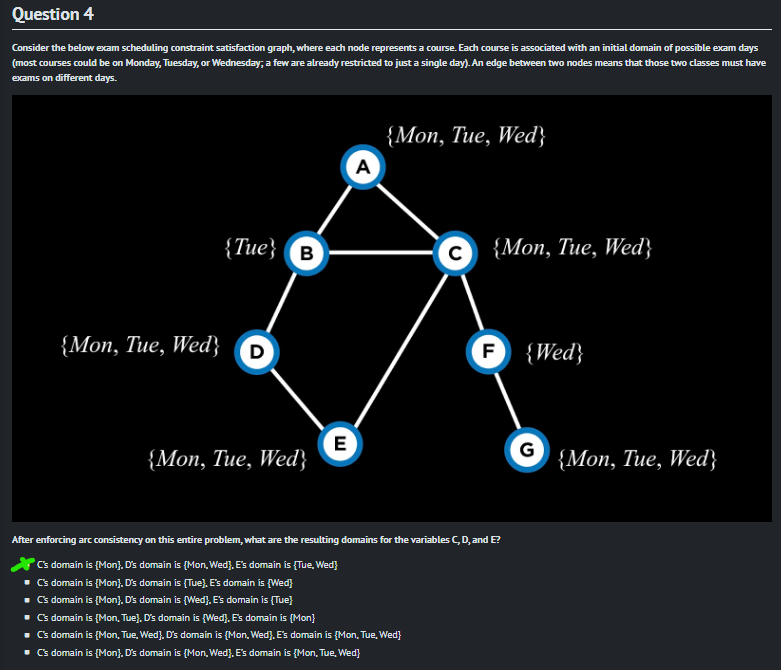 Question 4
Consider the below exam scheduling constraint satisfaction graph, where each node represents a course. Each course is associated with an initial domain of possible exam days
(most courses could be on Monday, Tuesday, or Wednesday; a few are already restricted to just a single day). An edge between two nodes means that those two classes must have
exams on different days.
{Mon, Tue, Wed}
A
{Tue} B
C {Mon, Tue, Wed}
{Mon, Tue, Wed} D
F {Wed}
E
{Mon, Tue, Wed}
G {Mon, Tue, Wed}
After enforcing arc consistency on this entire problem, what are the resulting domains for the variables C, D, and E?
C's domain is {Mon}, D's domain is {Mon, Wed}, E's domain is {Tue, Wed}
C's domain is {Mon}, D's domain is {Tue}, E's domain is {Wed}
C's domain is {Mon}, D's domain is {Wed}, E's domain is {Tue}
C's domain is {Mon, Tue}, D's domain is {Wed}, E's domain is {Mon}
C's domain is {Mon, Tue, Wed}, D's domain is {Mon, Wed}, E's domain is {Mon, Tue, Wed}
C's domain is {Mon}, D's domain is {Mon, Wed}, E's domain is {Mon, Tue, Wed}